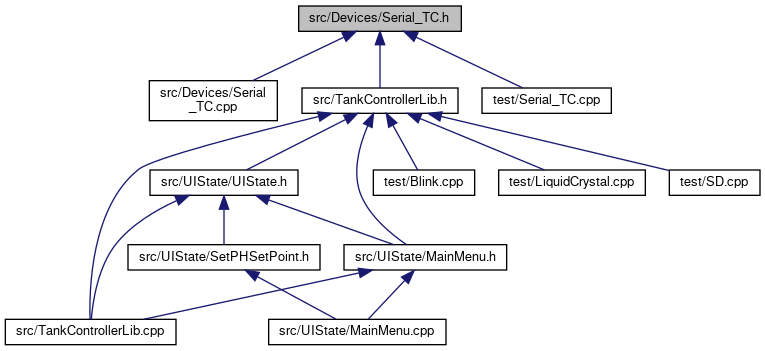 src/Devices/Serial_TC.h
src/Devices/Serial
_TC.cpp
src/TankControllerLib.h
test/Serial_TC.cpp
src/UIState/UIState.h
test/Blink.cpp
test/LiquidCrystal.cpp
test/SD.cpp
src/UIState/SetPHSetPoint.h
src/UIState/MainMenu.h
src/TankControllerLib.cpp
src/UIState/MainMenu.cpp